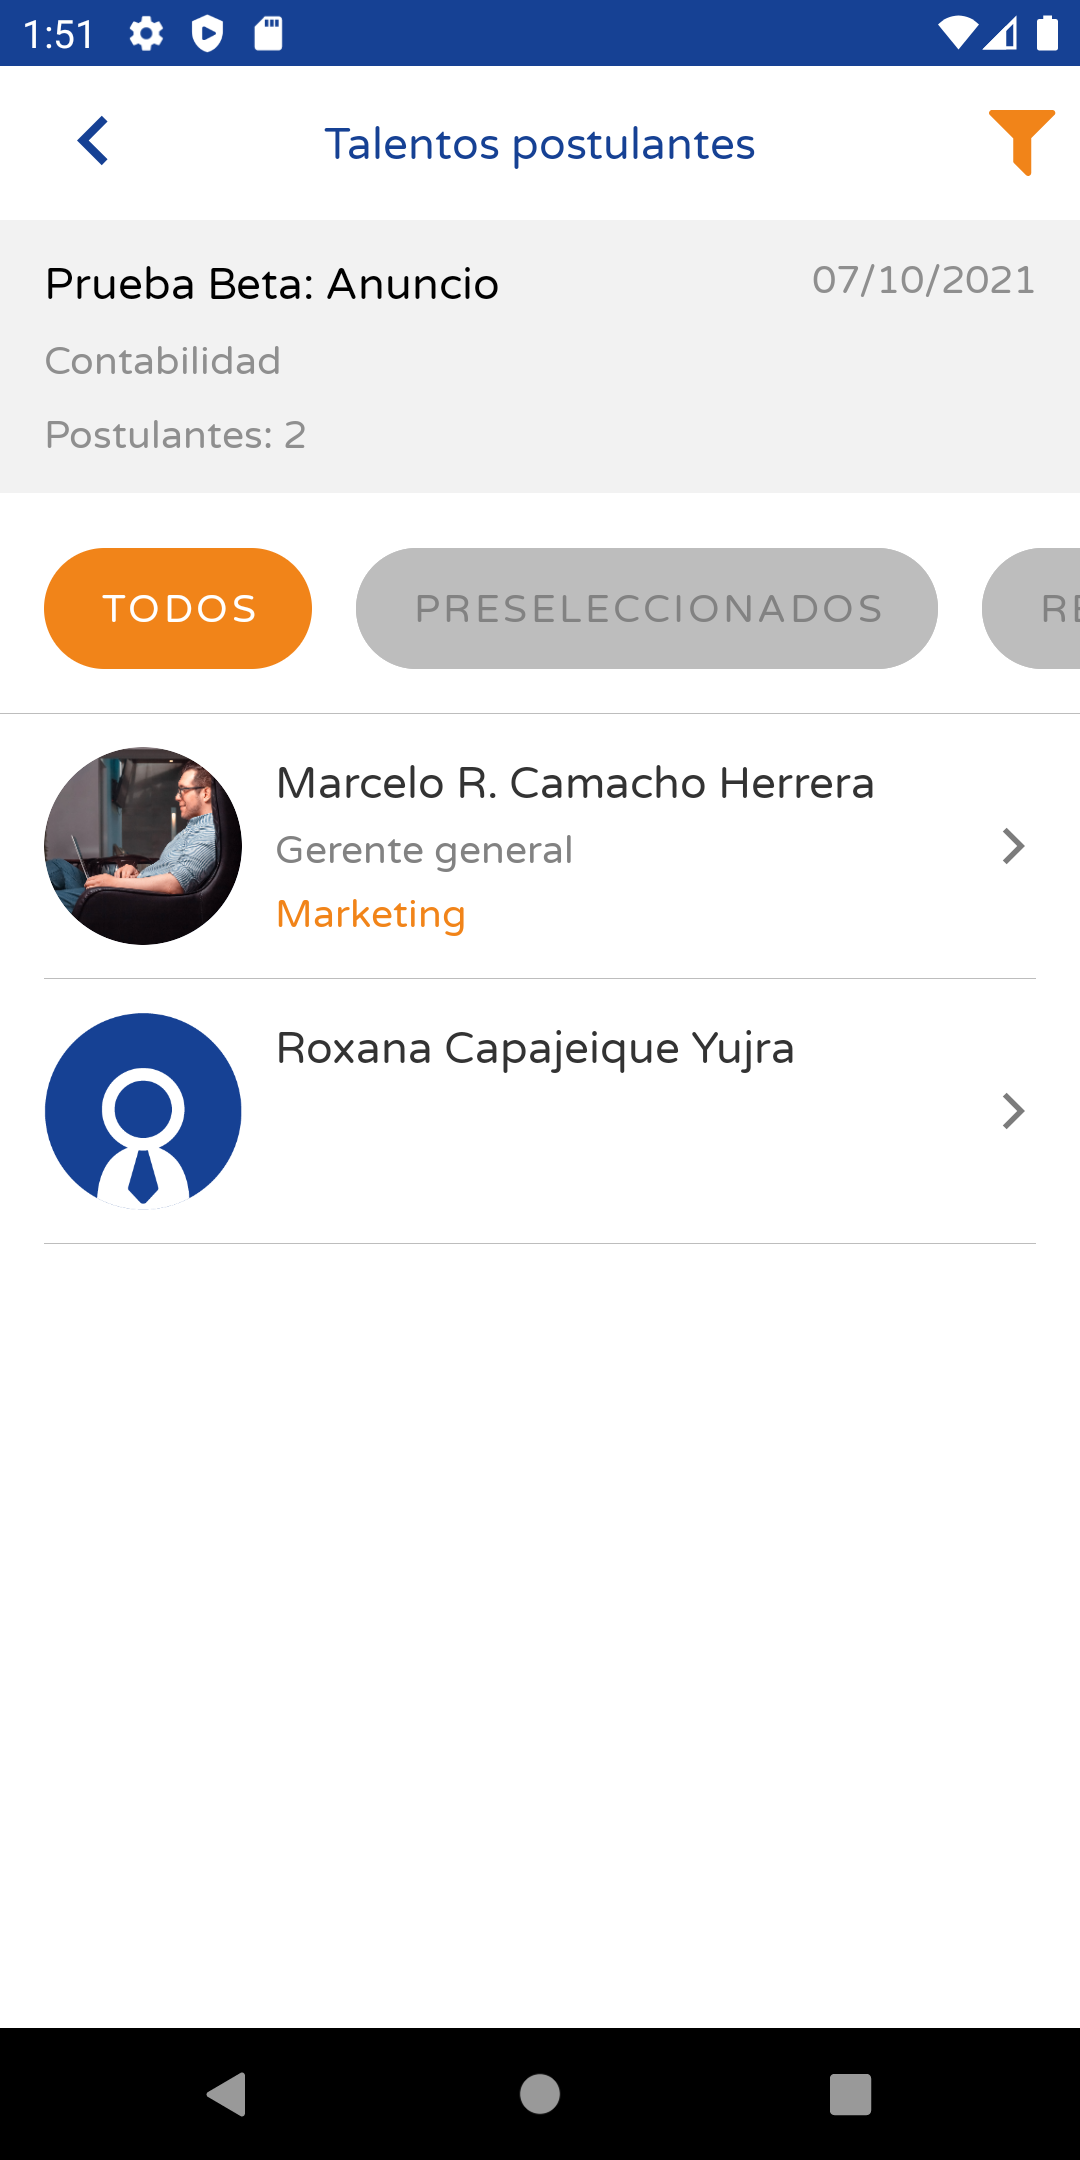 1:51
Talentos postulantes
Prueba Beta: Anuncio
07/10/2021
Contabilidad
Postulantes: 2
TODOS
PRESELECCIONADOS
Marcelo R. Camacho Herrera
Gerente general
Marketing
Roxana Capajeique Yujra